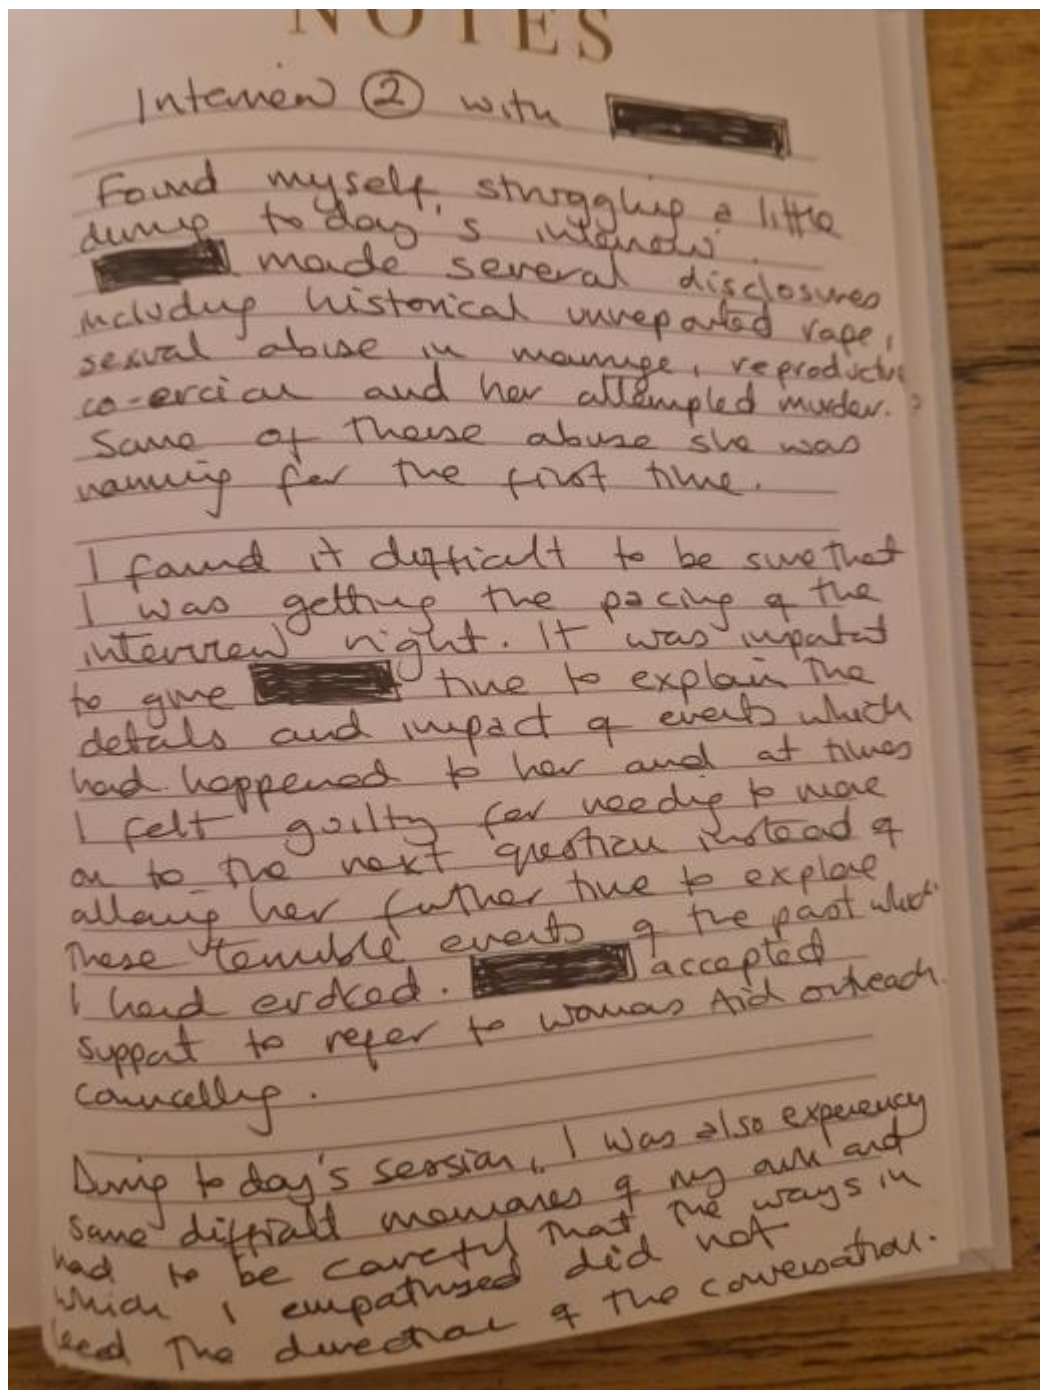 NOTES
Interview 2 with
Found myself struggling a little
during today's interview.
made several disclosures
including historical unreported rape,
sexual abuse in marriage, reproductive
co-ercion and her attempted murder.
Some of these abuse she was
naming for the first time.
I found it difficult to be sure that
I was getting the pacing of the
interview right. It was important
to give time to explain the
details and impact of events which
had happened to her and at times
I felt guilty for needing to move
on to the next question instead of
allowing her further time to explore
these terrible events of the past which
I had evoked. accepted
support to refer to Womans Aid outreach
councelling.
During today's session, I was also experiencing
some difficult memories of my own and
had to be careful that the ways in
which I empathised did not
lead the direction of the conversation.